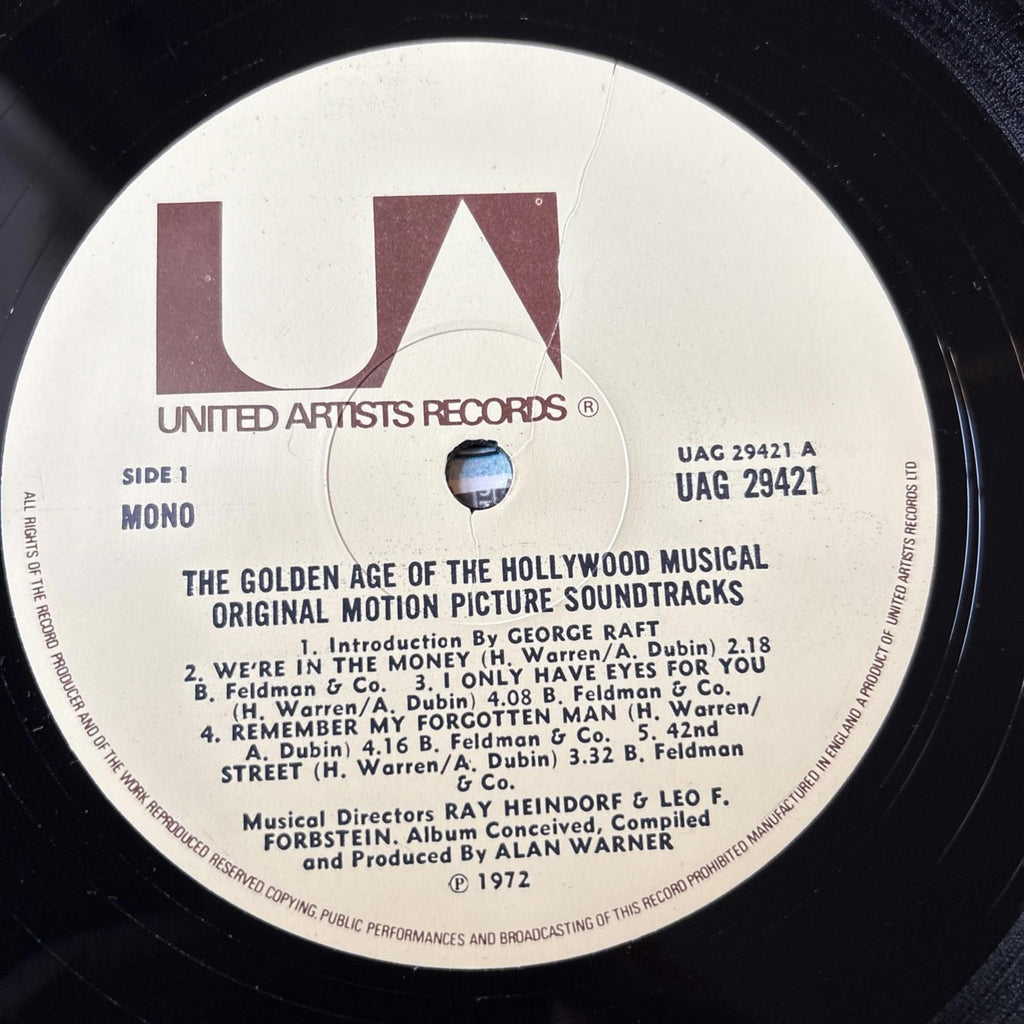 UA
UNITED ARTISTS RECORDS ®
SIDE 1
MONO
UAG 29421 A
UAG 29421
THE GOLDEN AGE OF THE HOLLYWOOD MUSICAL
ORIGINAL MOTION PICTURE SOUNDTRACKS
1. Introduction By GEORGE RAFT
2. WE'RE IN THE MONEY (H. Warren/A. Dubin) 2.18
B. Feldman & Co. 3. I ONLY HAVE EYES FOR YOU
(H. Warren/A. Dubin) 4.08 B. Feldman & Co.
4. REMEMBER MY FORGOTTEN MAN (H. Warren/
A. Dubin) 4.16 B. Feldman & Co. 5. 42nd
STREET (H. Warren/A. Dubin) 3.32 B. Feldman
& Co.
Musical Directors RAY HEINDORF & LEO F.
FORBSTEIN. Album Conceived, Compiled
and Produced By ALAN WARNER
℗ 1972
ALL RIGHTS OF THE RECORD PRODUCER AND OF THE WORK REPRODUCED RESERVED COPYING, PUBLIC PERFORMANCES AND BROADCASTING OF THIS RECORD PROHIBITED. MANUFACTURED IN ENGLAND A PRODUCT OF UNITED ARTISTS RECORDS LTD